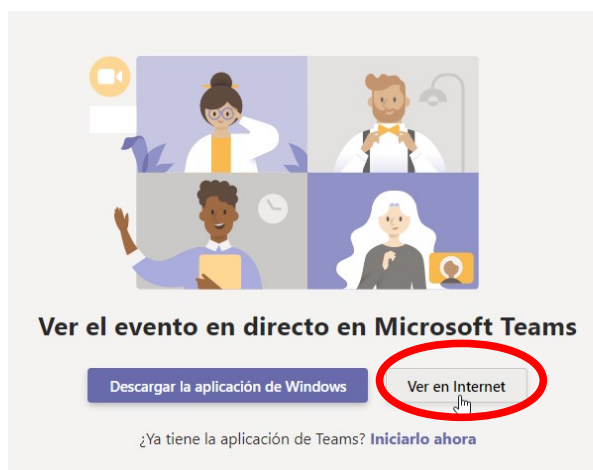 Ver el evento en directo en Microsoft Teams
Descargar la aplicación de Windows
Ver en Internet
¿Ya tiene la aplicación de Teams? Iniciarlo ahora